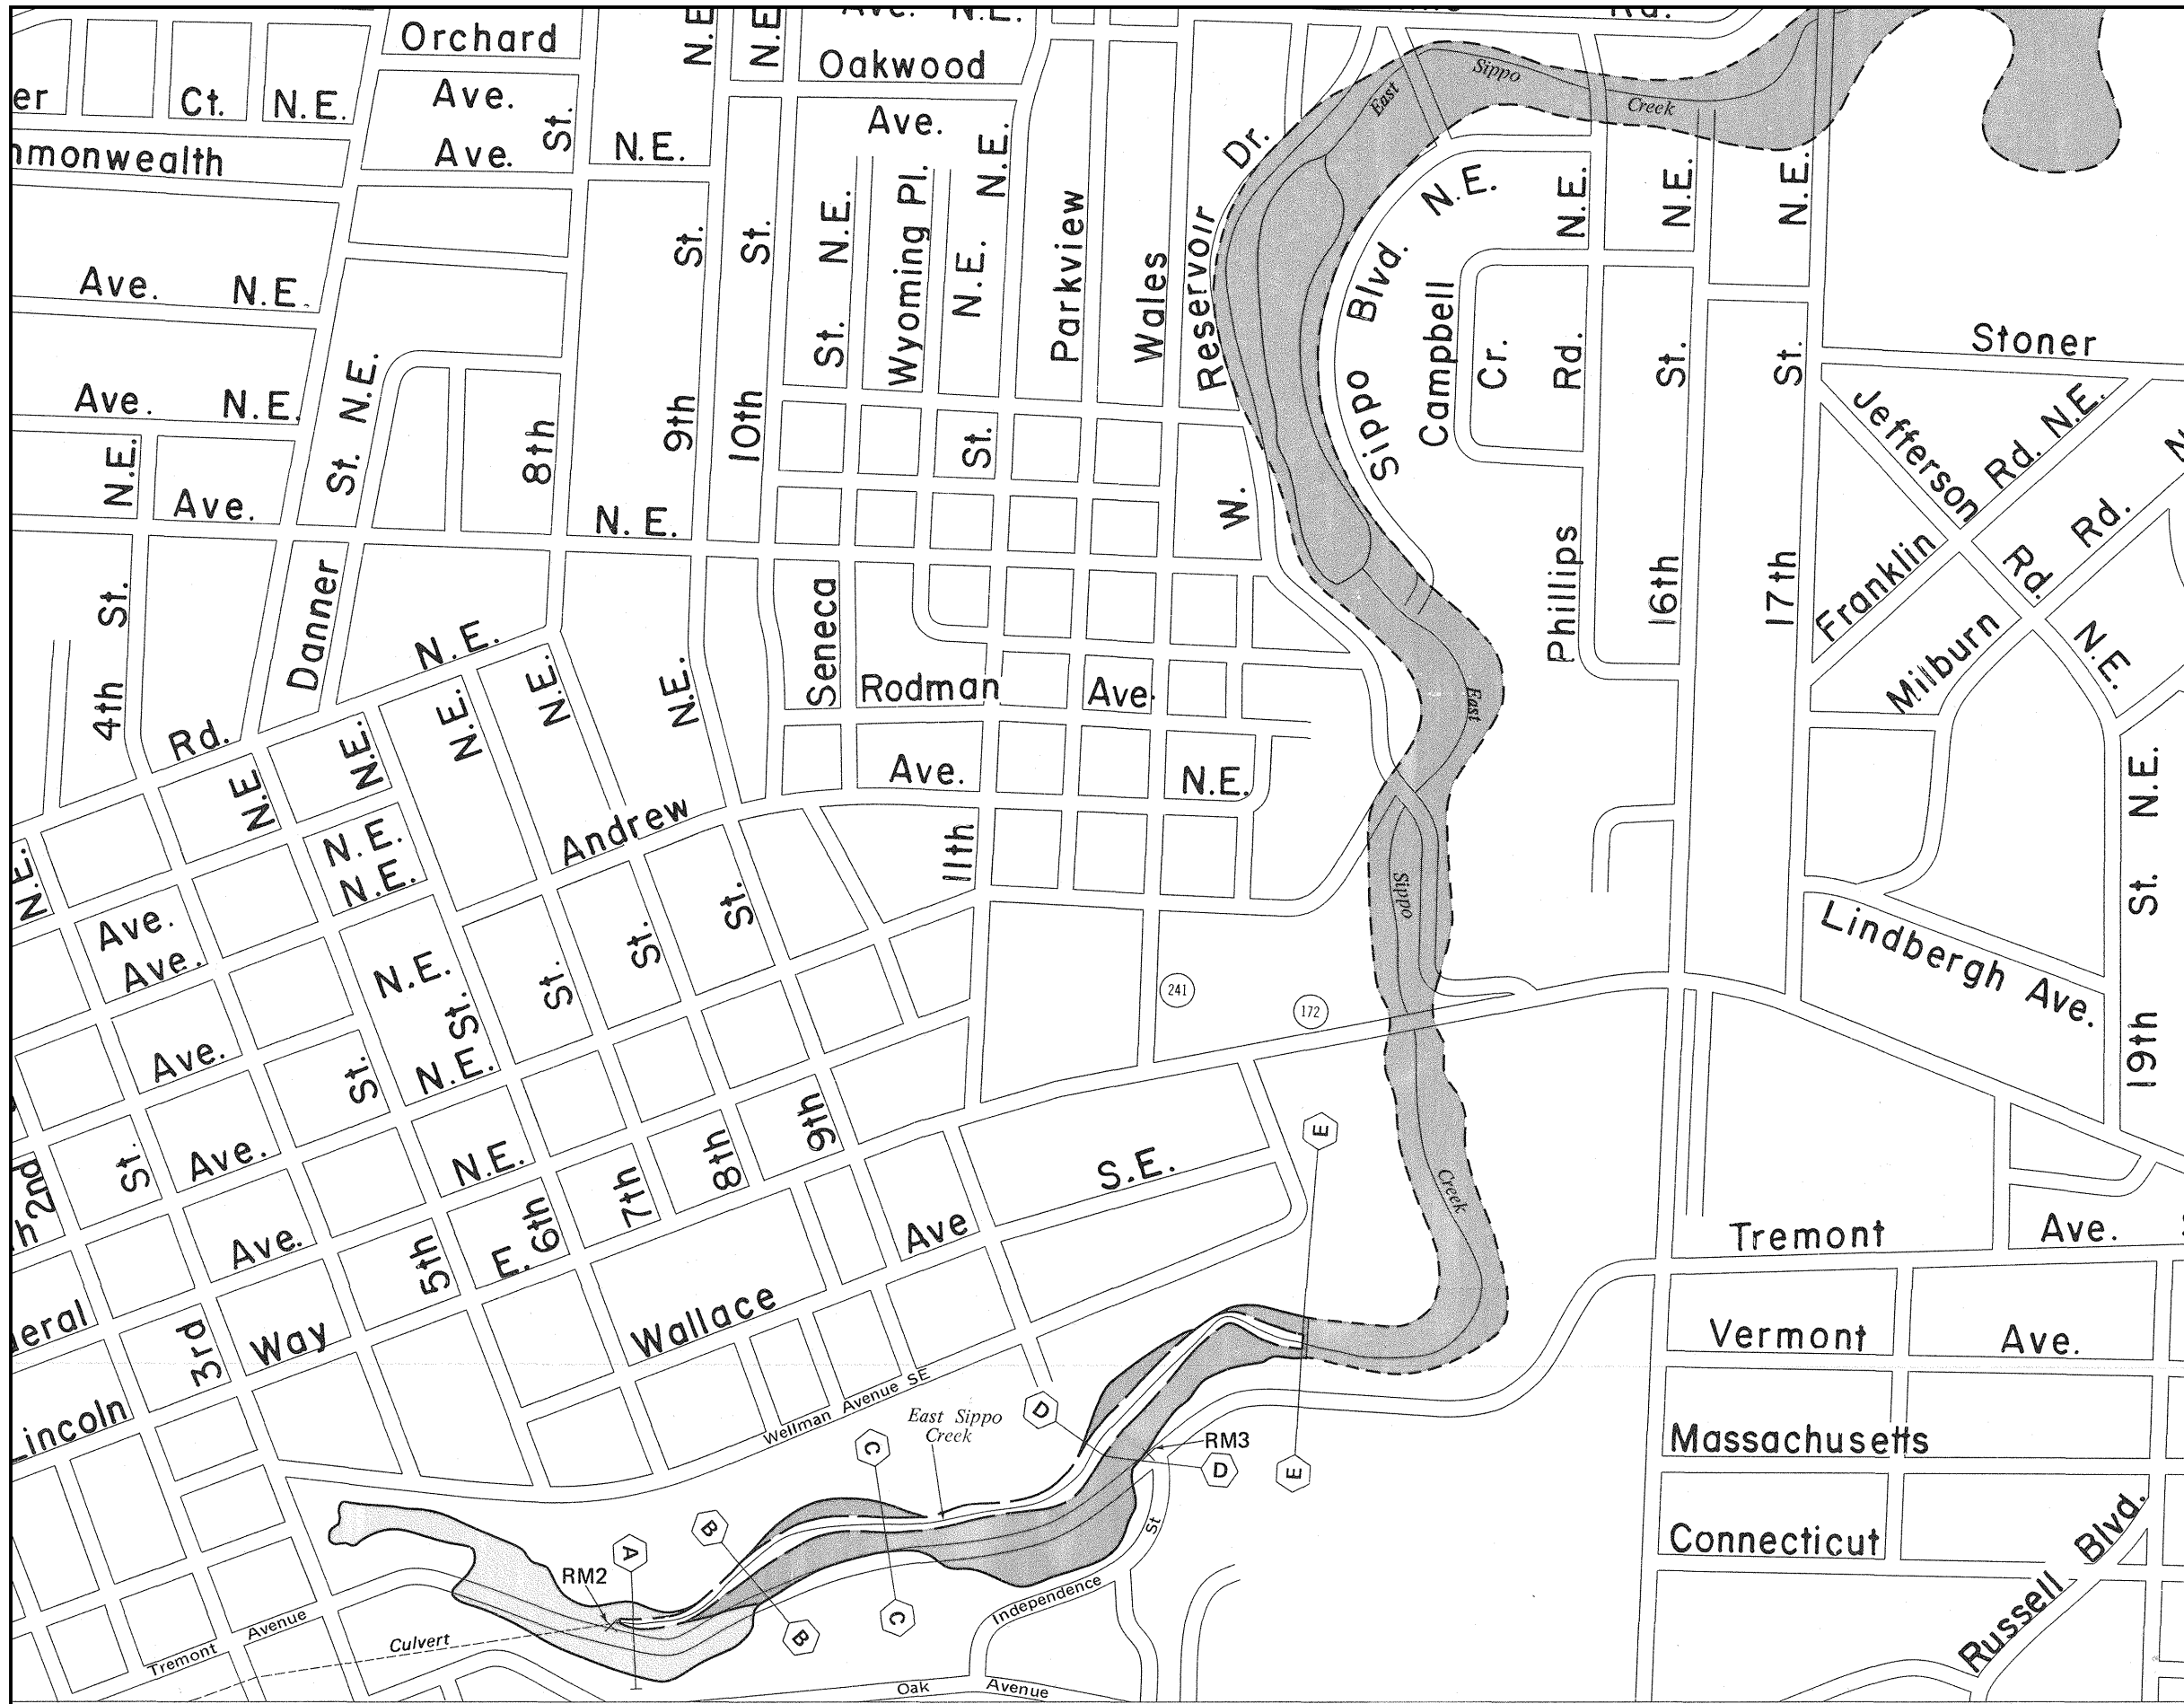 Orchard
N.E.
N.E.
Ave. N.E.
Rd.
Oakwood
Ct.
N.E.
Ave.
St.
Ave.
Sippo
East
Creek
Dr.
Ave.
N.E.
N.E.
St.
N.E.
Wyoming Pl.
N.E.
N.E.
Parkview
Wales
Reservoir
N.E.
N.E.
N.E.
N.E.
St.
St.
Ave. N.E.
Sippo Blvd.
Campbell
Cr.
Rd.
St.
St.
Stoner
Jefferson
Rd.
N.E.
Rd. N.E.
Franklin
Milburn
Rd.
Ave. N.E.
St. N.E.
8th
9th
10th
St.
W.
N.E.
Ave.
N.E.
4th St.
Danner
N.E.
Rd.
Seneca
Rodman
Ave.
Phillips
16th
17th
East
N.E.
N.E.
N.E.
N.E.
N.E.
Ave.
N.E.
Andrew
11th
N.E.
N.E.
N.E.
Sippo
St.
St.
St.
Ave.
Ave.
N.E.
St.
241
172
Lindbergh Ave.
19th St. N.E.
Ave.
St.
N.E.
9th
8th
7th
6th
5th
N.E.
S.E.
E
Creek
2nd
St.
Ave.
Ave.
E.
Ave
Tremont
Ave.
3rd
Way
Wallace
Vermont
Ave.
Lincoln
Wellman Avenue SE
East Sippo
Creek
D
RM3
D
E
C
Massachusetts
Connecticut
Russell Blvd.
B
A
RM2
St
Independence
C
B
Tremont Avenue
Culvert
Oak Avenue